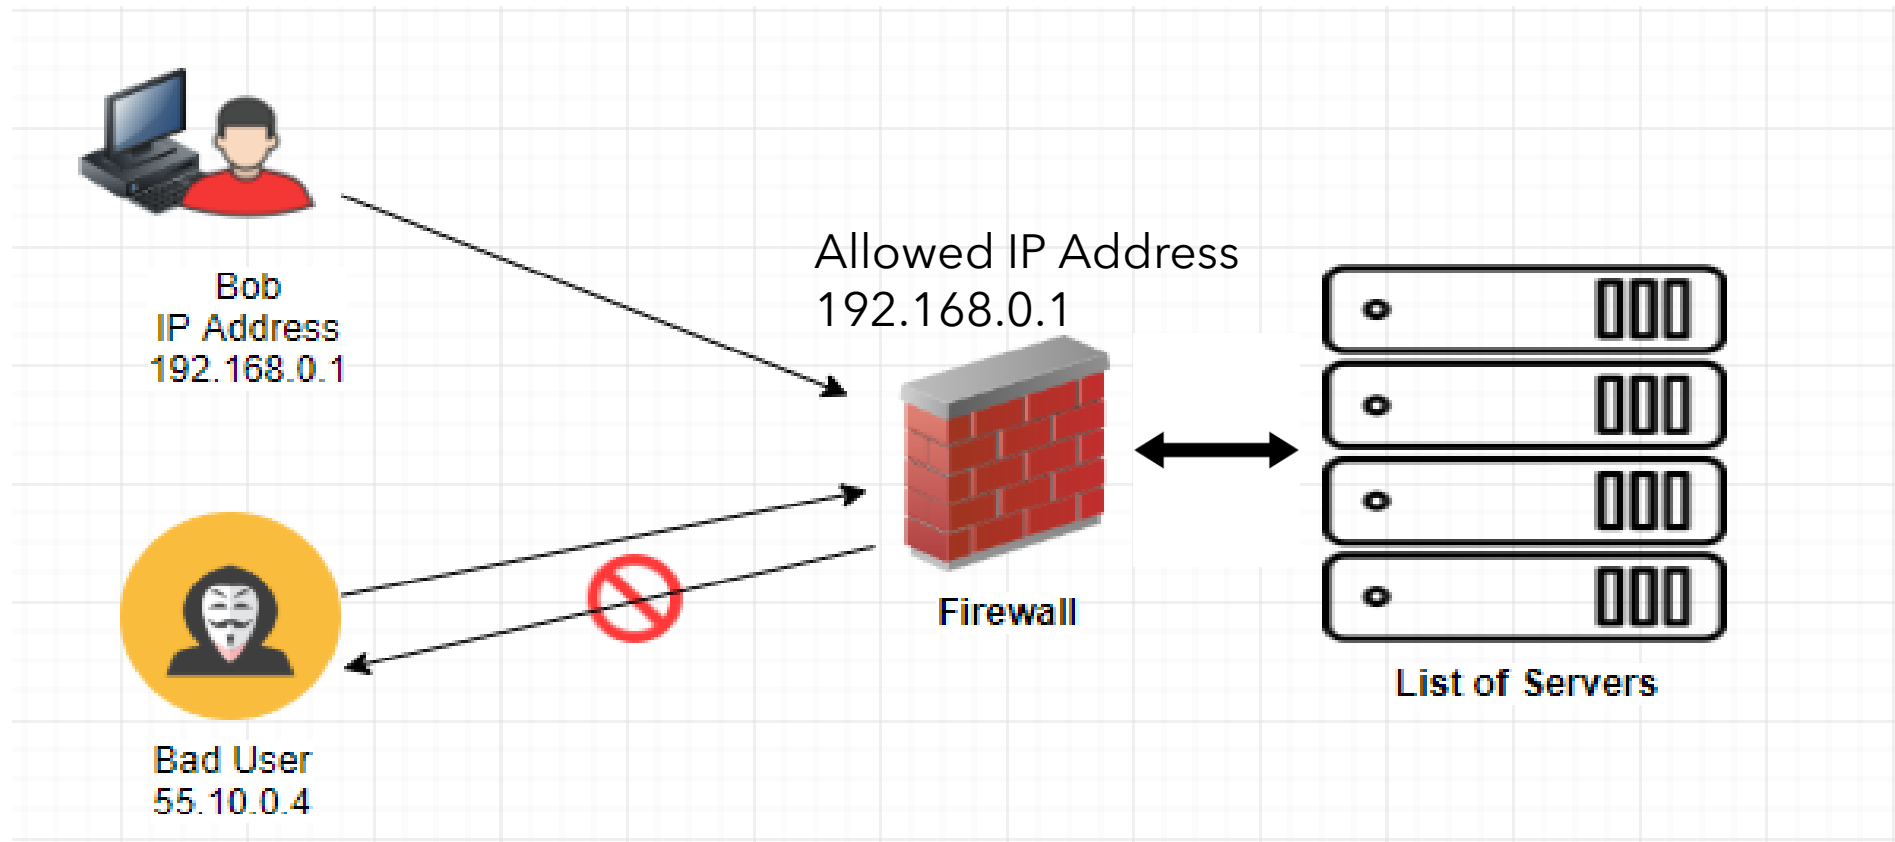 Bob
IP Address
192.168.0.1
Allowed IP Address
192.168.0.1
Firewall
List of Servers
Bad User
55.10.0.4